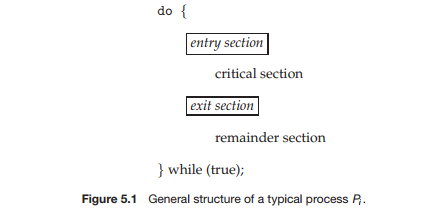 do {
entry section
critical section
exit section
remainder section
} while (true);
Figure 5.1 General structure of a typical process Pi.